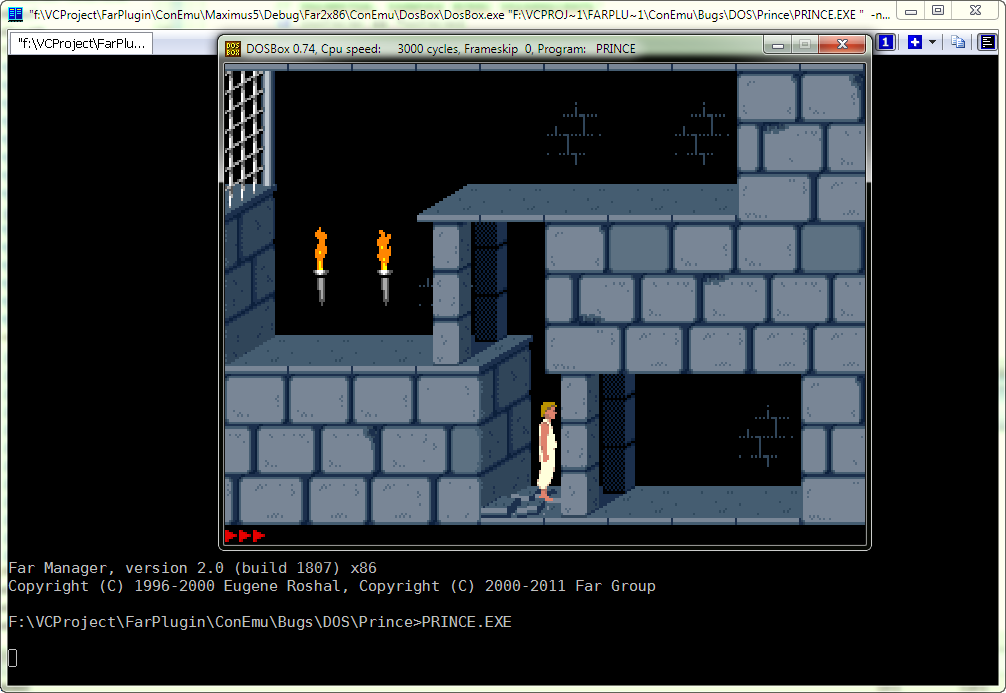 "f:\VCProject\FarPlugin\ConEmu\Maximus5\Debug\Far2x86\ConEmu\DosBox\DosBox.exe "F:\VCPROJ~1\FARPLU~1\ConEmu\Bugs\DOS\Prince\PRINCE.EXE " -n...
"f:\VCProject\FarPlu...
1
DOS BOX
DOSBox 0.74, Cpu speed: 3000 cycles, Frameskip 0, Program: PRINCE
Far Manager, version 2.0 (build 1807) x86
Copyright (C) 1996-2000 Eugene Roshal, Copyright (C) 2000-2011 Far Group
F:\VCProject\FarPlugin\ConEmu\Bugs\DOS\Prince>PRINCE.EXE